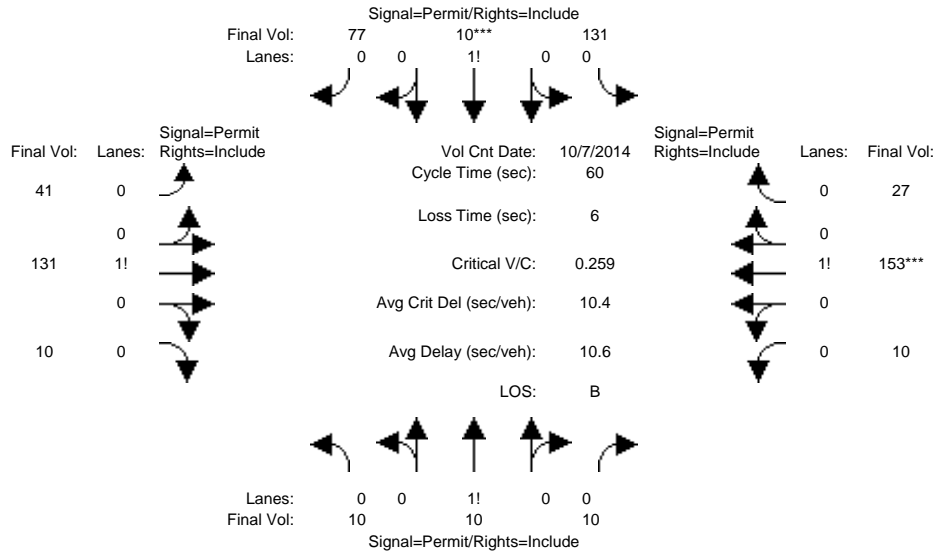 Signal=Permit/Rights=Include
Final Vol: 77 10*** 131
Lanes: 0 0 1! 0 0
Signal=Permit
Final Vol: Lanes: Rights=Include
Vol Cnt Date: 10/7/2014
Signal=Permit
Rights=Include Lanes: Final Vol:
Cycle Time (sec): 60
41 0
0 27
Loss Time (sec): 6
0
0
131 1!
Critical V/C: 0.259
1! 153***
0
Avg Crit Del (sec/veh): 10.4
0
10 0
Avg Delay (sec/veh): 10.6
0 10
LOS: B
Lanes: 0 0 1! 0 0
Final Vol: 10 10 10
Signal=Permit/Rights=Include